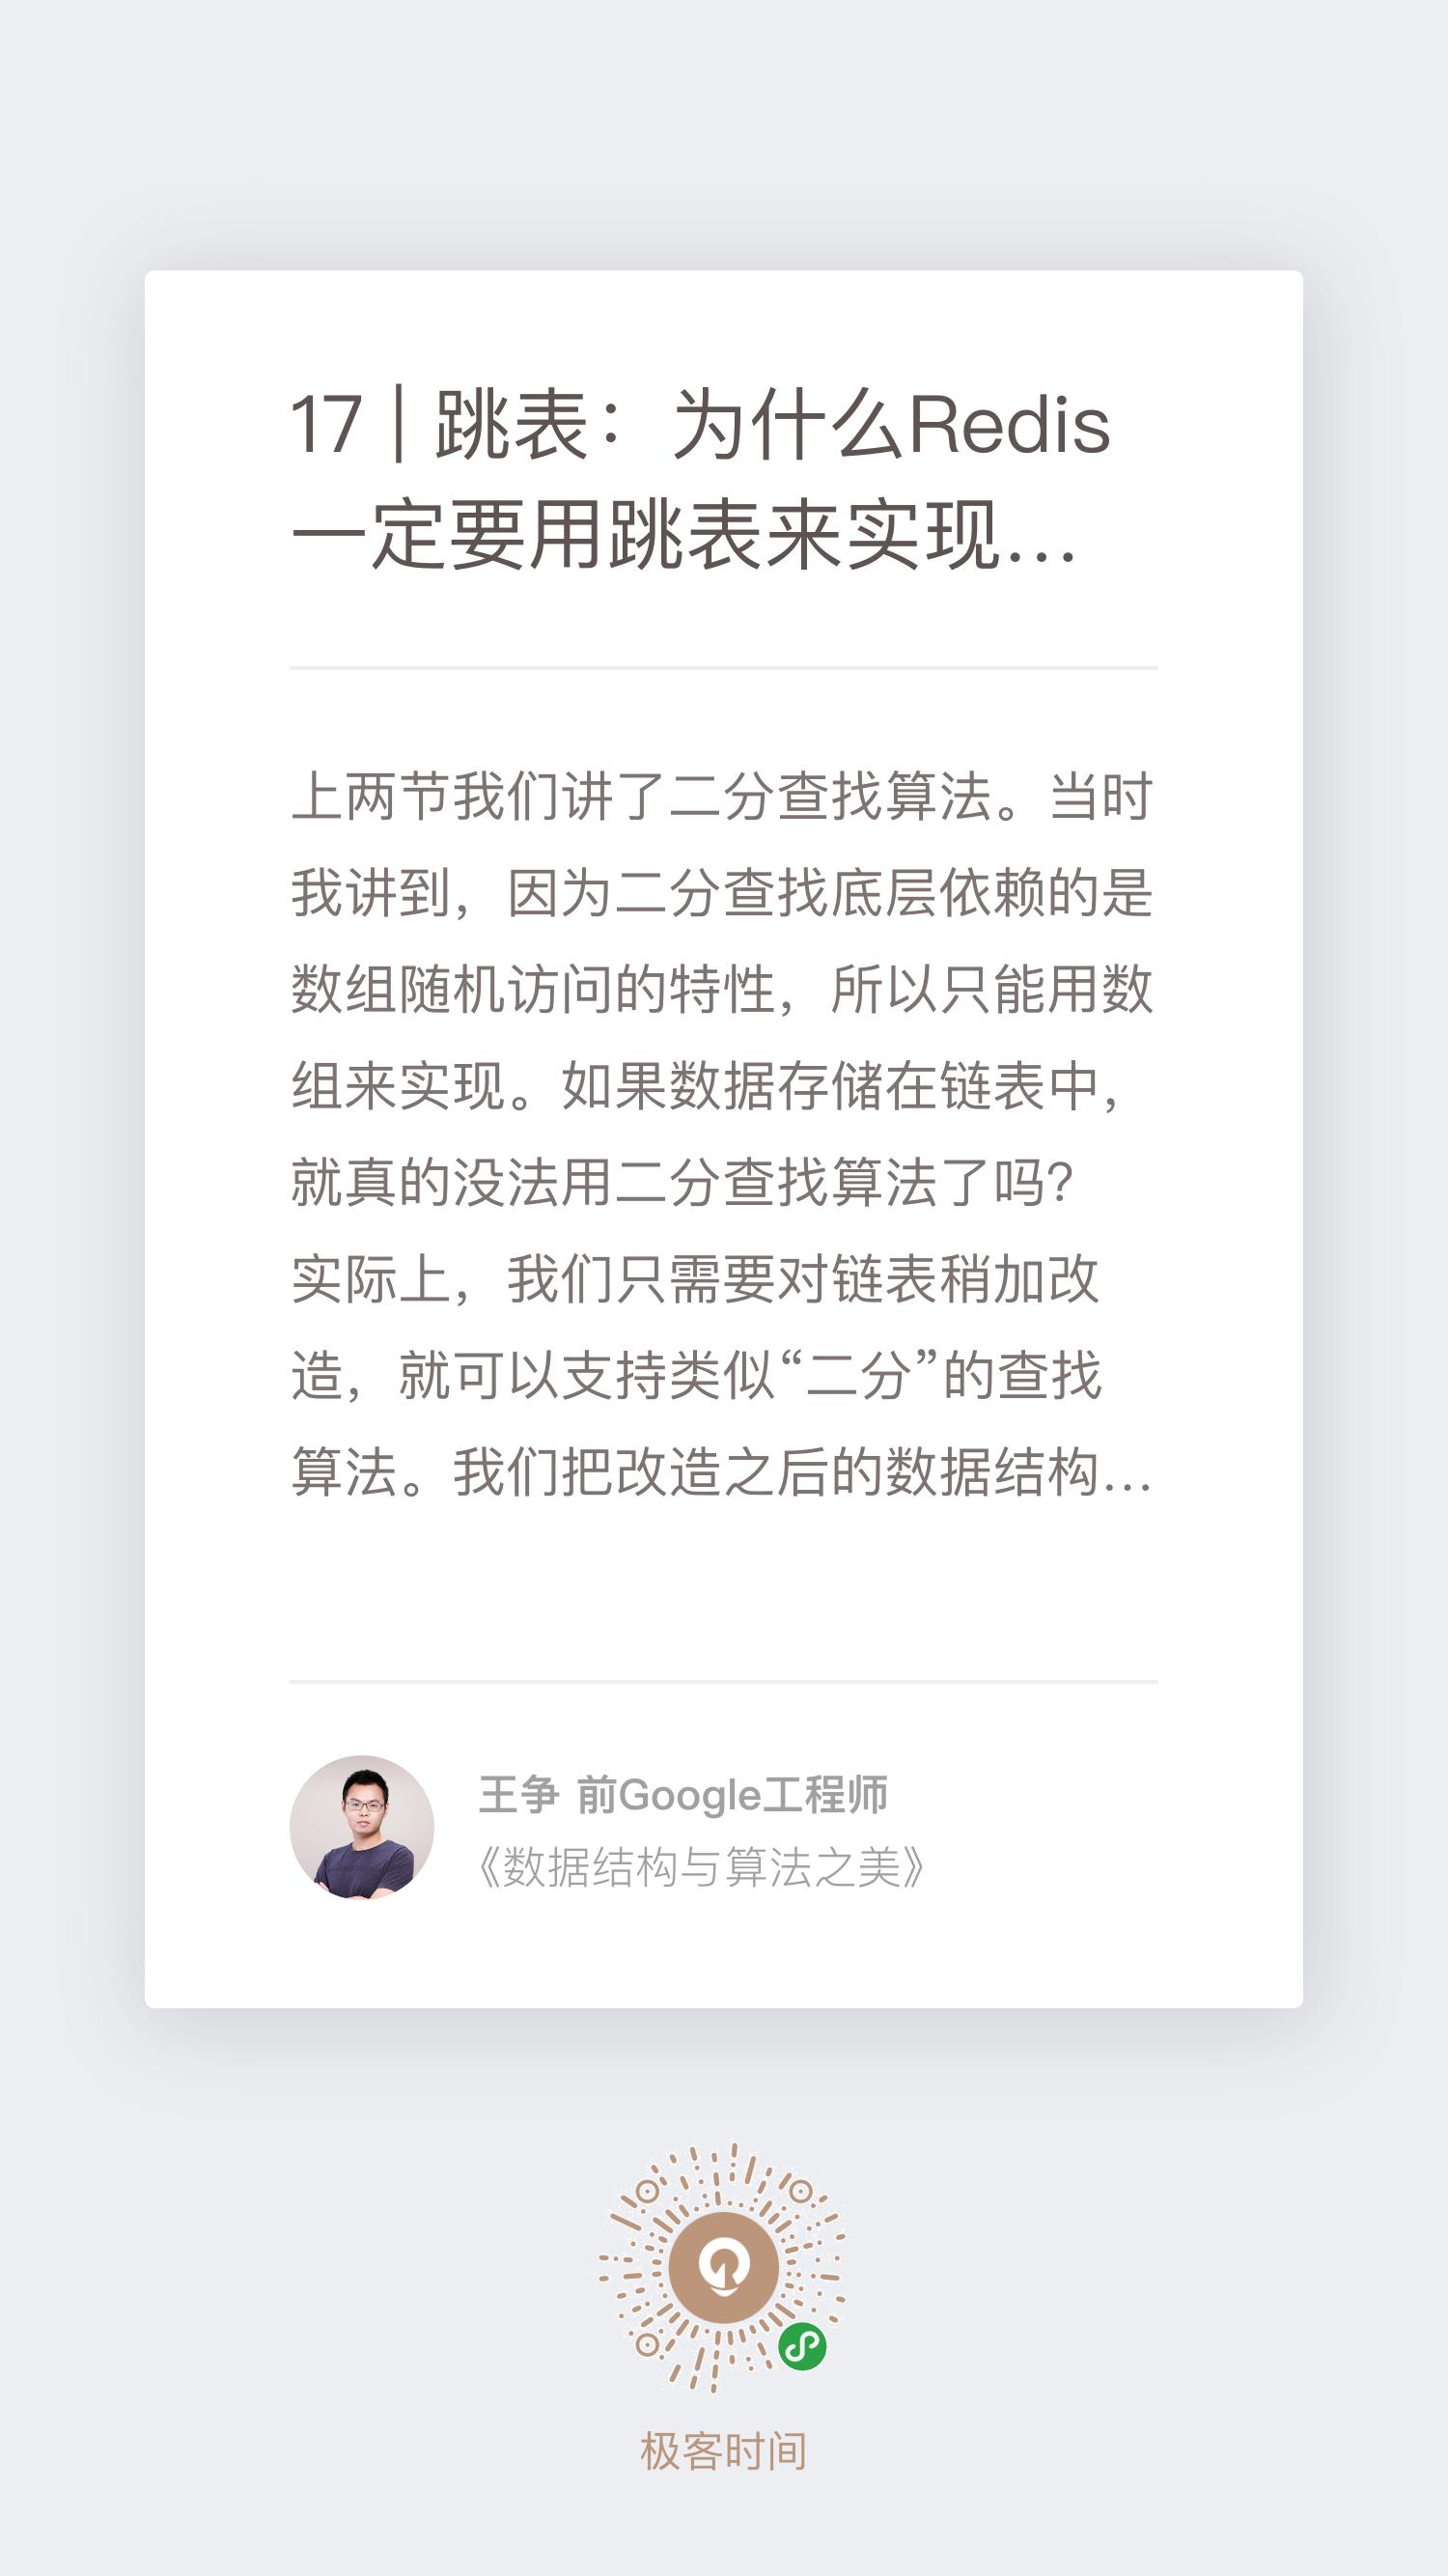 17 | 跳表：为什么Redis
一定要用跳表来实现...
上两节我们讲了二分查找算法。当时
我讲到，因为二分查找底层依赖的是
数组随机访问的特性，所以只能用数
组来实现。如果数据存储在链表中，
就真的没法用二分查找算法了吗？
实际上，我们只需要对链表稍加改
造，就可以支持类似“二分”的查找
算法。我们把改造之后的数据结构...
王争 前Google工程师
《数据结构与算法之美》
极客时间